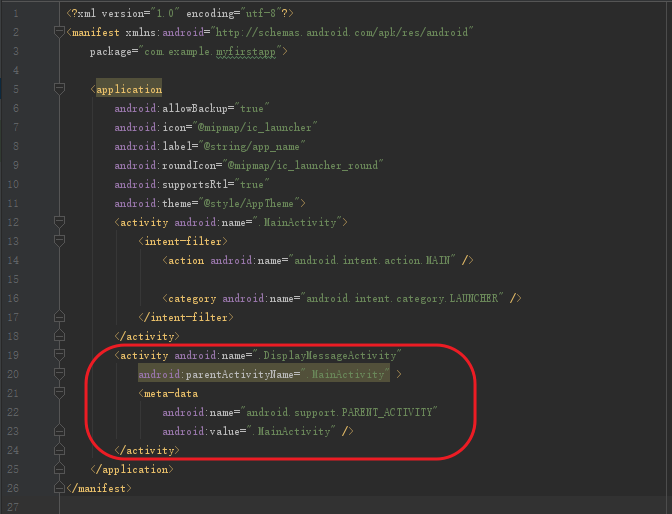 1 <?xml version="1.0" encoding="utf-8"?>
2 <manifest xmlns:android="http://schemas.android.com/apk/res/android"
3     package="com.example.myfirstapp">
4
5     <application
6         android:allowBackup="true"
7         android:icon="@mipmap/ic_launcher"
8         android:label="@string/app_name"
9         android:roundIcon="@mipmap/ic_launcher_round"
10         android:supportsRtl="true"
11         android:theme="@style/AppTheme">
12         <activity android:name=".MainActivity">
13             <intent-filter>
14                 <action android:name="android.intent.action.MAIN" />
15
16                 <category android:name="android.intent.category.LAUNCHER" />
17             </intent-filter>
18         </activity>
19         <activity android:name=".DisplayMessageActivity"
20             android:parentActivityName=".MainActivity" >
21             <meta-data
22                 android:name="android.support.PARENT_ACTIVITY"
23                 android:value=".MainActivity" />
24         </activity>
25     </application>
26 </manifest>
27